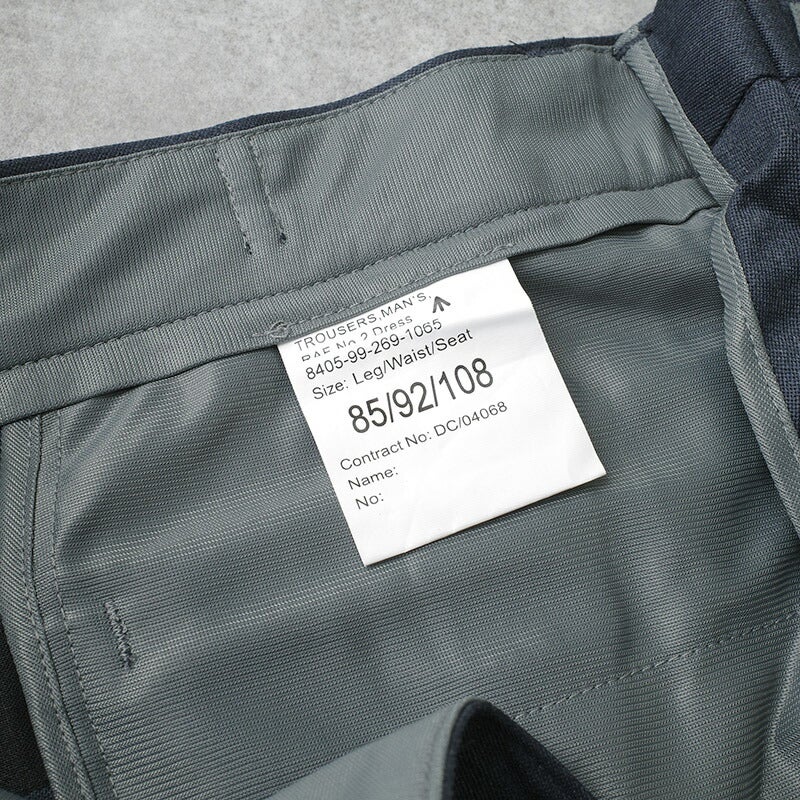 TROUSERS,MAN'S,
RAF No 2 Dress
8405-99-269-1065
Size: Leg/Waist/Seat
85/92/108
Contract No: DC/04068
Name:
No: